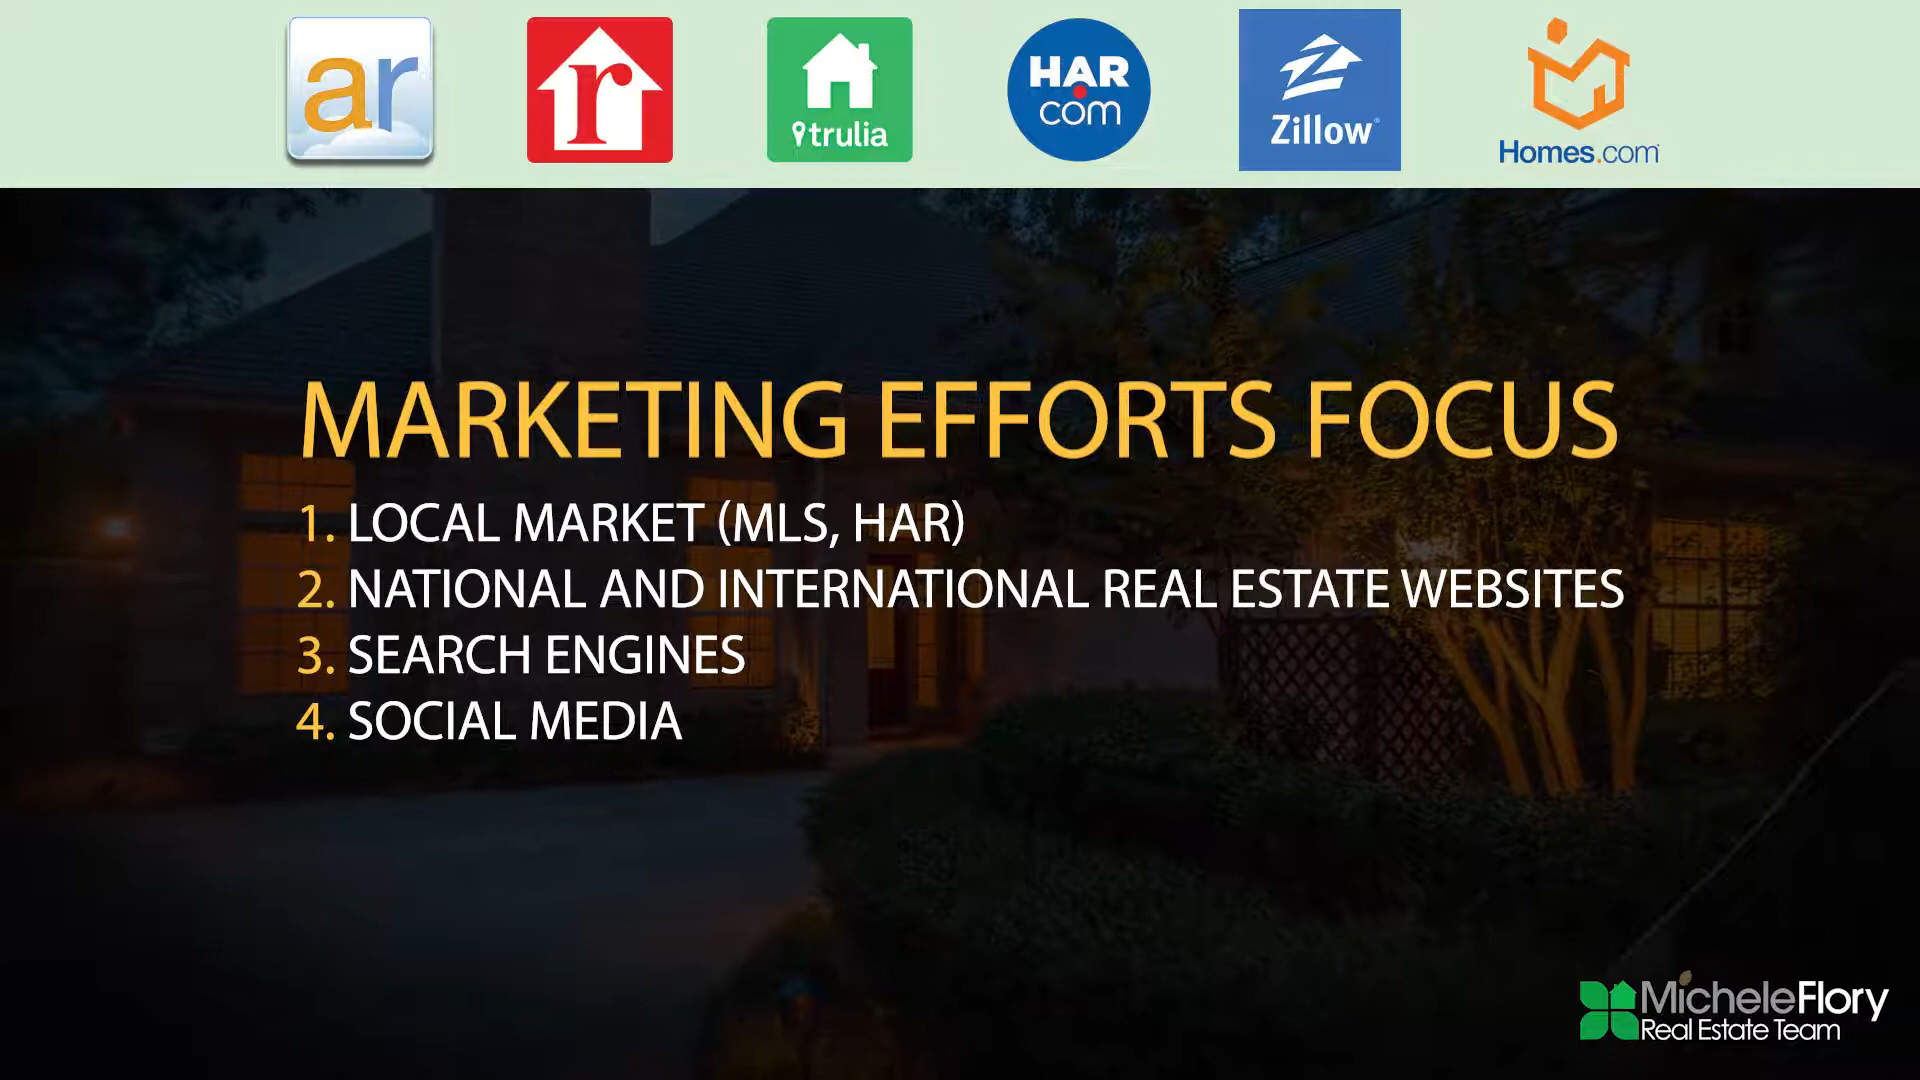 ar
r
trulia
HAR
.com
Zillow
Homes.com
MARKETING EFFORTS FOCUS
1. LOCAL MARKET (MLS, HAR)
2. NATIONAL AND INTERNATIONAL REAL ESTATE WEBSITES
3. SEARCH ENGINES
4. SOCIAL MEDIA
MicheleFlory
Real Estate Team